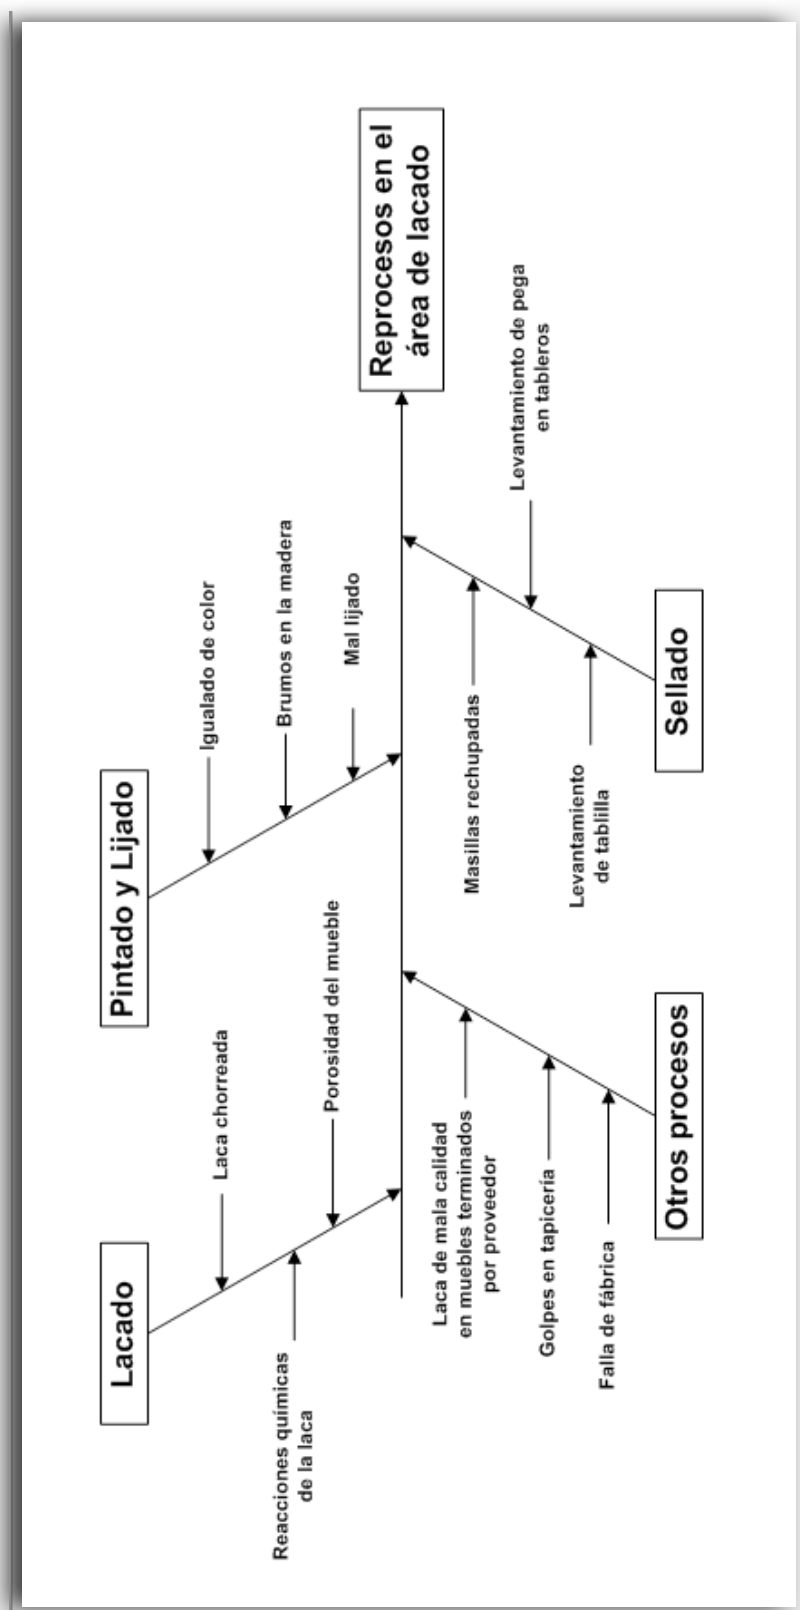 Lacado
Laca chorreada
Reacciones químicas
de la laca
Porosidad del mueble
Pintado y Lijado
Igualado de color
Brumos en la madera
Mal lijado
Reprocesos en el
área de lacado
Laca de mala calidad
en muebles terminados
por proveedor
Golpes en tapicería
Falla de fábrica
Otros procesos
Masillas rechupadas
Levantamiento de pega
en tableros
Levantamiento
de tablilla
Sellado